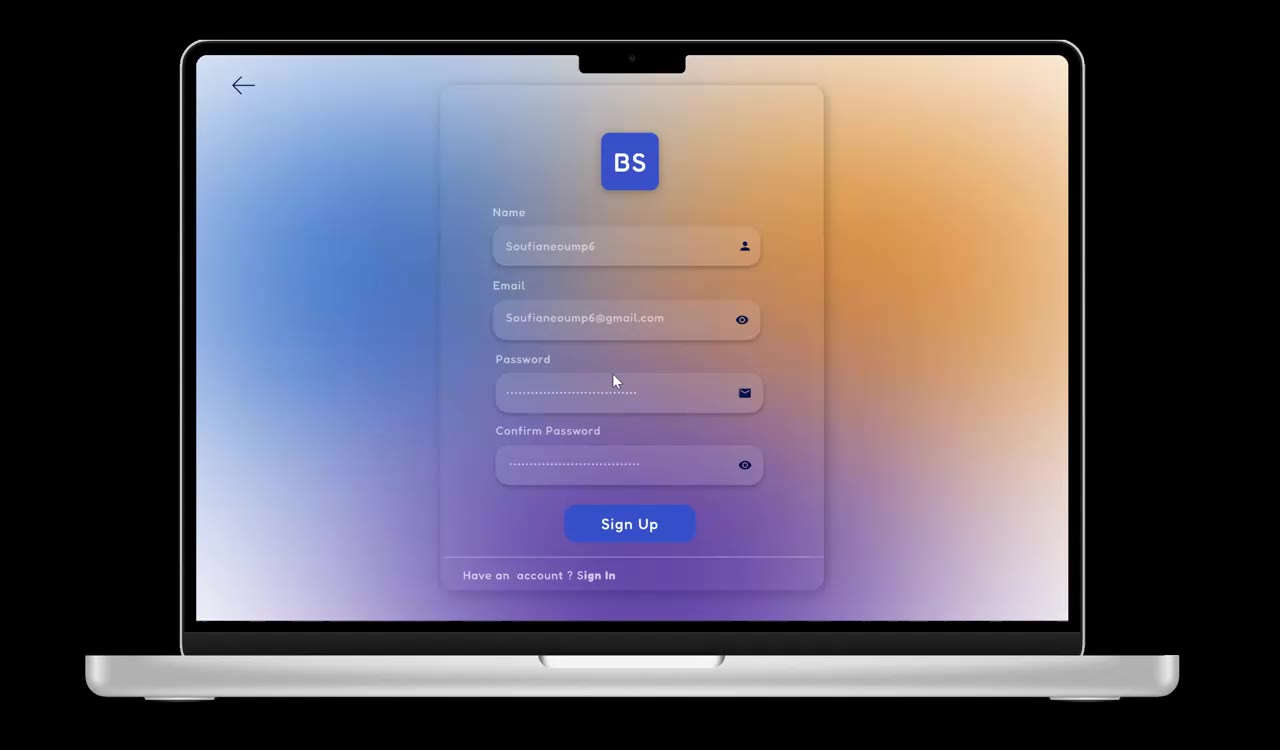 BS
Name
Soufianeoump6
Email
Soufianeoump6@gmail.com
Password
Confirm Password
Sign Up
Have an account ? Sign In